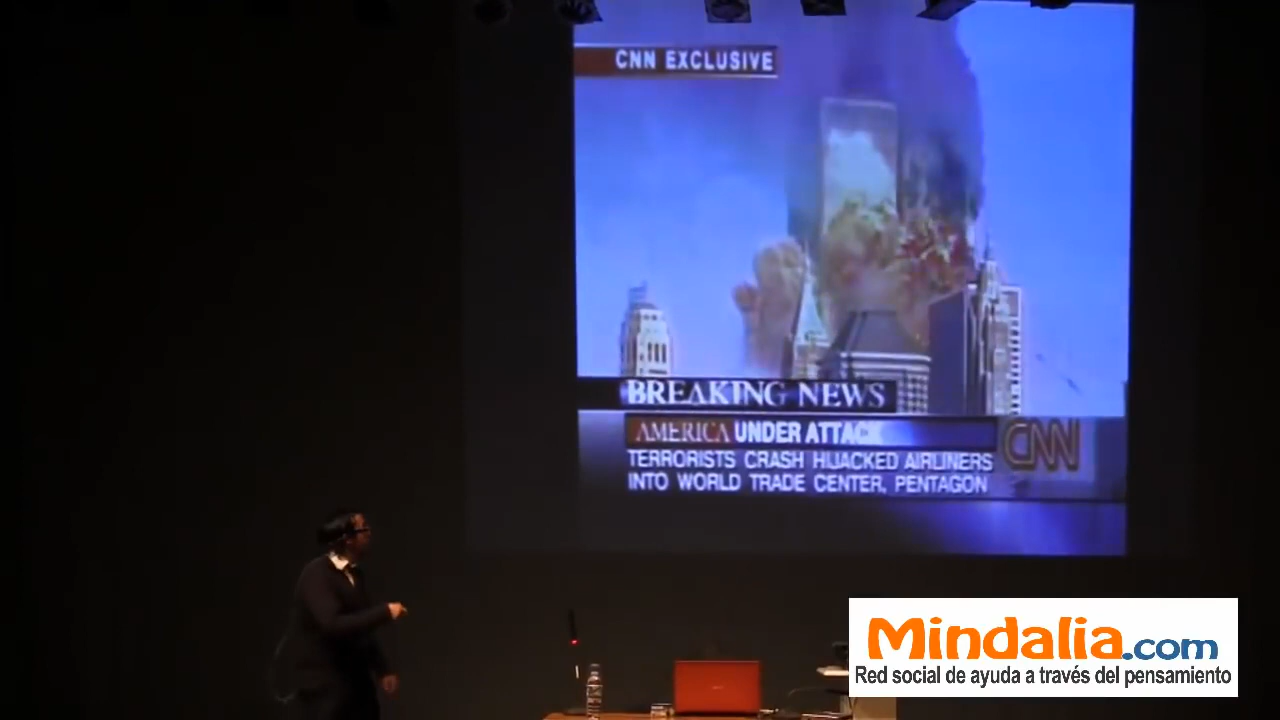 CNN EXCLUSIVE
BREAKING NEWS
AMERICA UNDER ATTACK
CNN
TERRORISTS CRASH HIJACKED AIRLINERS
INTO WORLD TRADE CENTER, PENTAGON
Mindalia.com
Red social de ayuda a través del pensamiento